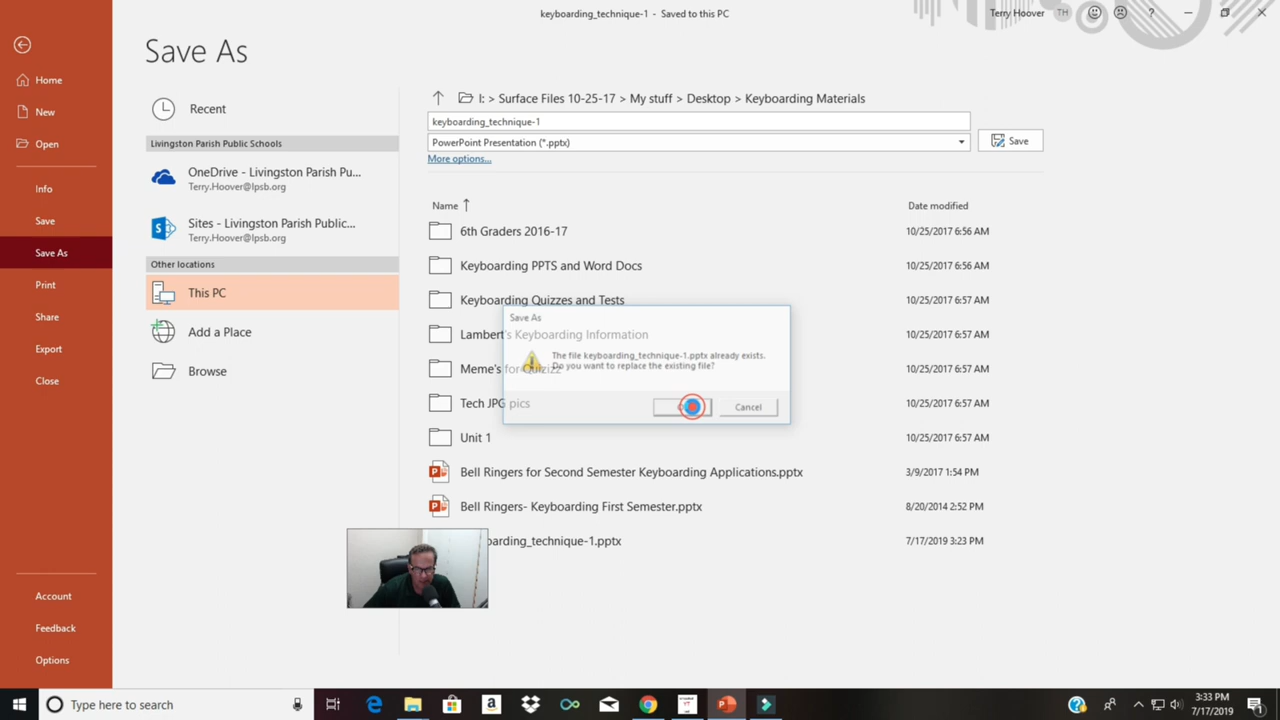 keyboarding_technique-1 - Saved to this PC
Terry Hoover TH
?
Save As
Home
New
Open
Info
Save
Save As
Print
Share
Export
Close
Account
Feedback
Options
Recent
Livingston Parish Public Schools
OneDrive - Livingston Parish Pu...
Terry.Hoover@lpsb.org
Sites - Livingston Parish Public...
Terry.Hoover@lpsb.org
Other locations
This PC
Add a Place
Browse
I: > Surface Files 10-25-17 > My stuff > Desktop > Keyboarding Materials
keyboarding_technique-1
PowerPoint Presentation (*.pptx)
Save
More options...
Name Date modified
6th Graders 2016-17 10/25/2017 6:56 AM
Keyboarding PPTS and Word Docs 10/25/2017 6:56 AM
Keyboarding Quizzes and Tests 10/25/2017 6:57 AM
Lambert's Keyboarding Information 10/25/2017 6:57 AM
Meme's for Quizizz 10/25/2017 6:57 AM
Tech JPG pics 10/25/2017 6:57 AM
Unit 1 10/25/2017 6:57 AM
Bell Ringers for Second Semester Keyboarding Applications.pptx 3/9/2017 1:54 PM
Bell Ringers- Keyboarding First Semester.pptx 8/20/2014 2:52 PM
oarding_technique-1.pptx 7/17/2019 3:23 PM
Save As
The file keyboarding_technique-1.pptx already exists.
Do you want to replace the existing file?
Cancel
Type here to search
3:33 PM
7/17/2019